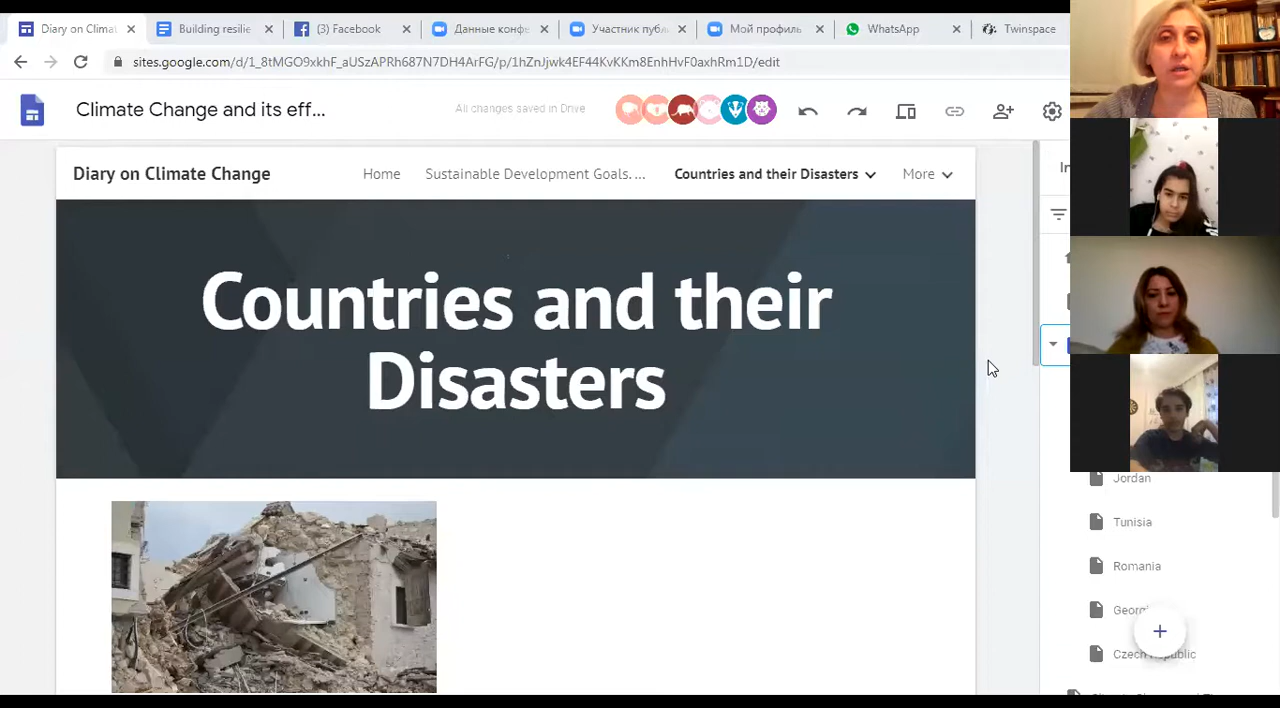 Diary on Climat
Building resilie
(3) Facebook
Данные конфе
Участник публ
Мой профиль
WhatsApp
Twinspace
sites.google.com/d/1_8tMGO9xkhF_aUSzAPRh687N7DH4ArfG/p/1hZnJjwk4EF44KvKKm8EnhHvF0axhRm1D/edit
Climate Change and its eff...
All changes saved in Drive
Diary on Climate Change
Home
Sustainable Development Goals. ...
Countries and their Disasters
More
In
Countries and their
Disasters
Jordan
Tunisia
Romania
Georgi
Czech Republic